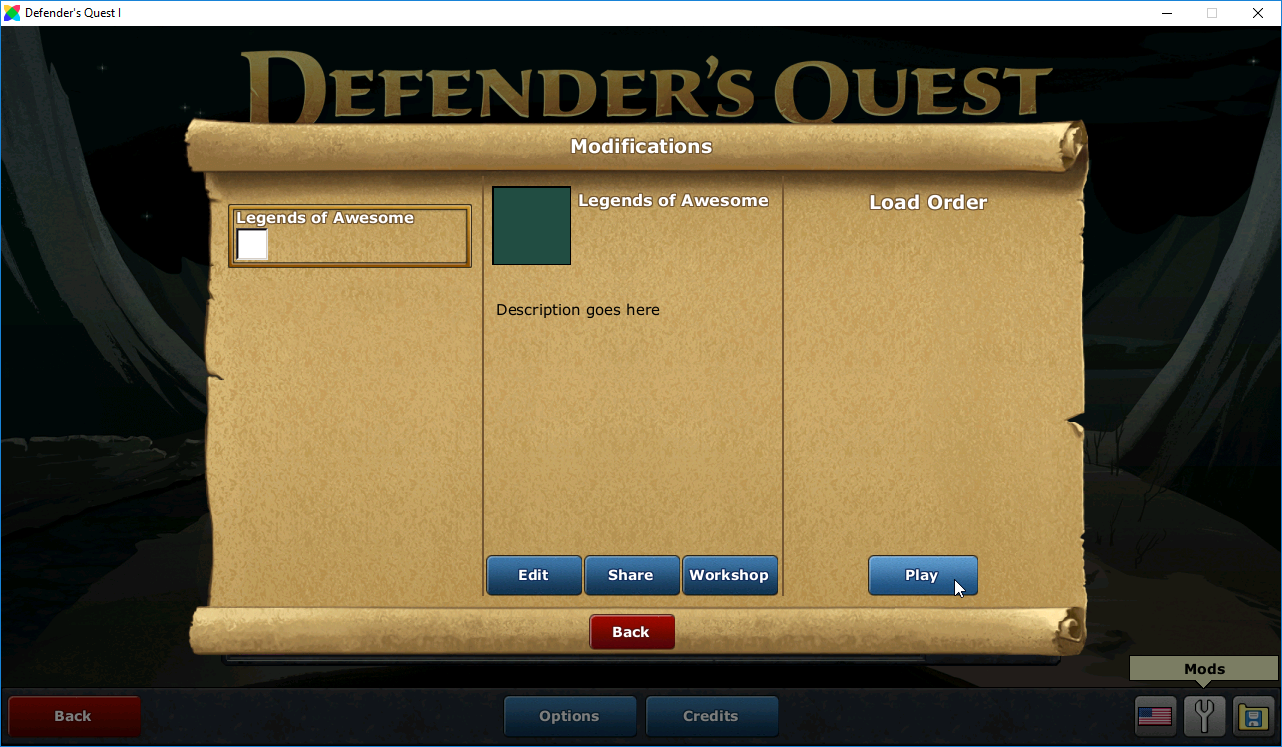 Defender's Quest I
DEFENDER'S QUEST
Modifications
Legends of Awesome
Legends of Awesome
Description goes here
Load Order
Edit
Share
Workshop
Play
Back
Mods
Back
Options
Credits